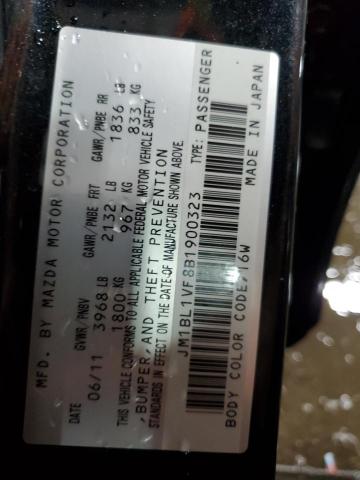 MFD. BY MAZDA MOTOR CORPORATION
DATE GVWR/PNBV GAWR/PNBE FRT GAWR/PMBE RR
06/11 3968 LB 2132 LB 1836 LB
1800 KG 967 KG 833 KG
THIS VEHICLE CONFORMS TO ALL APPLICABLE FEDERAL MOTOR VEHICLE SAFETY
, BUMPER, AND THEFT PREVENTION
STANDARDS IN EFFECT ON THE DATE OF MANUFACTURE SHOWN ABOVE.
JM1BL1VF8B1900323 TYPE: PASSENGER
BODY COLOR CODE: 16W MADE IN JAPAN